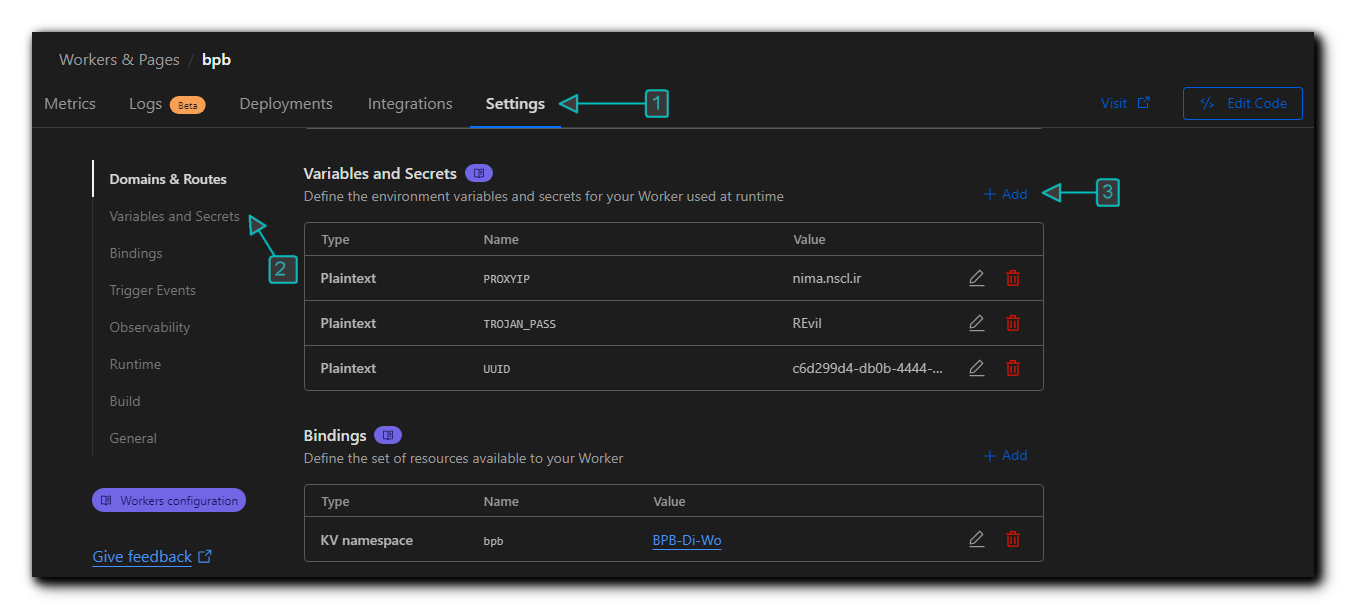 Workers & Pages / bpb
Metrics Logs Beta Deployments Integrations Settings 1 Visit Edit Code
Domains & Routes
Variables and Secrets
2
Bindings
Trigger Events
Observability
Runtime
Build
General
Workers configuration
Give feedback
Variables and Secrets
Define the environment variables and secrets for your Worker used at runtime
+ Add 3
Type Name Value
Plaintext PROXYIP nima.nscl.ir
Plaintext TROJAN_PASS REvil
Plaintext UUID c6d299d4-db0b-4444-...
Bindings
Define the set of resources available to your Worker
+ Add
Type Name Value
KV namespace bpb BPB-Di-Wo